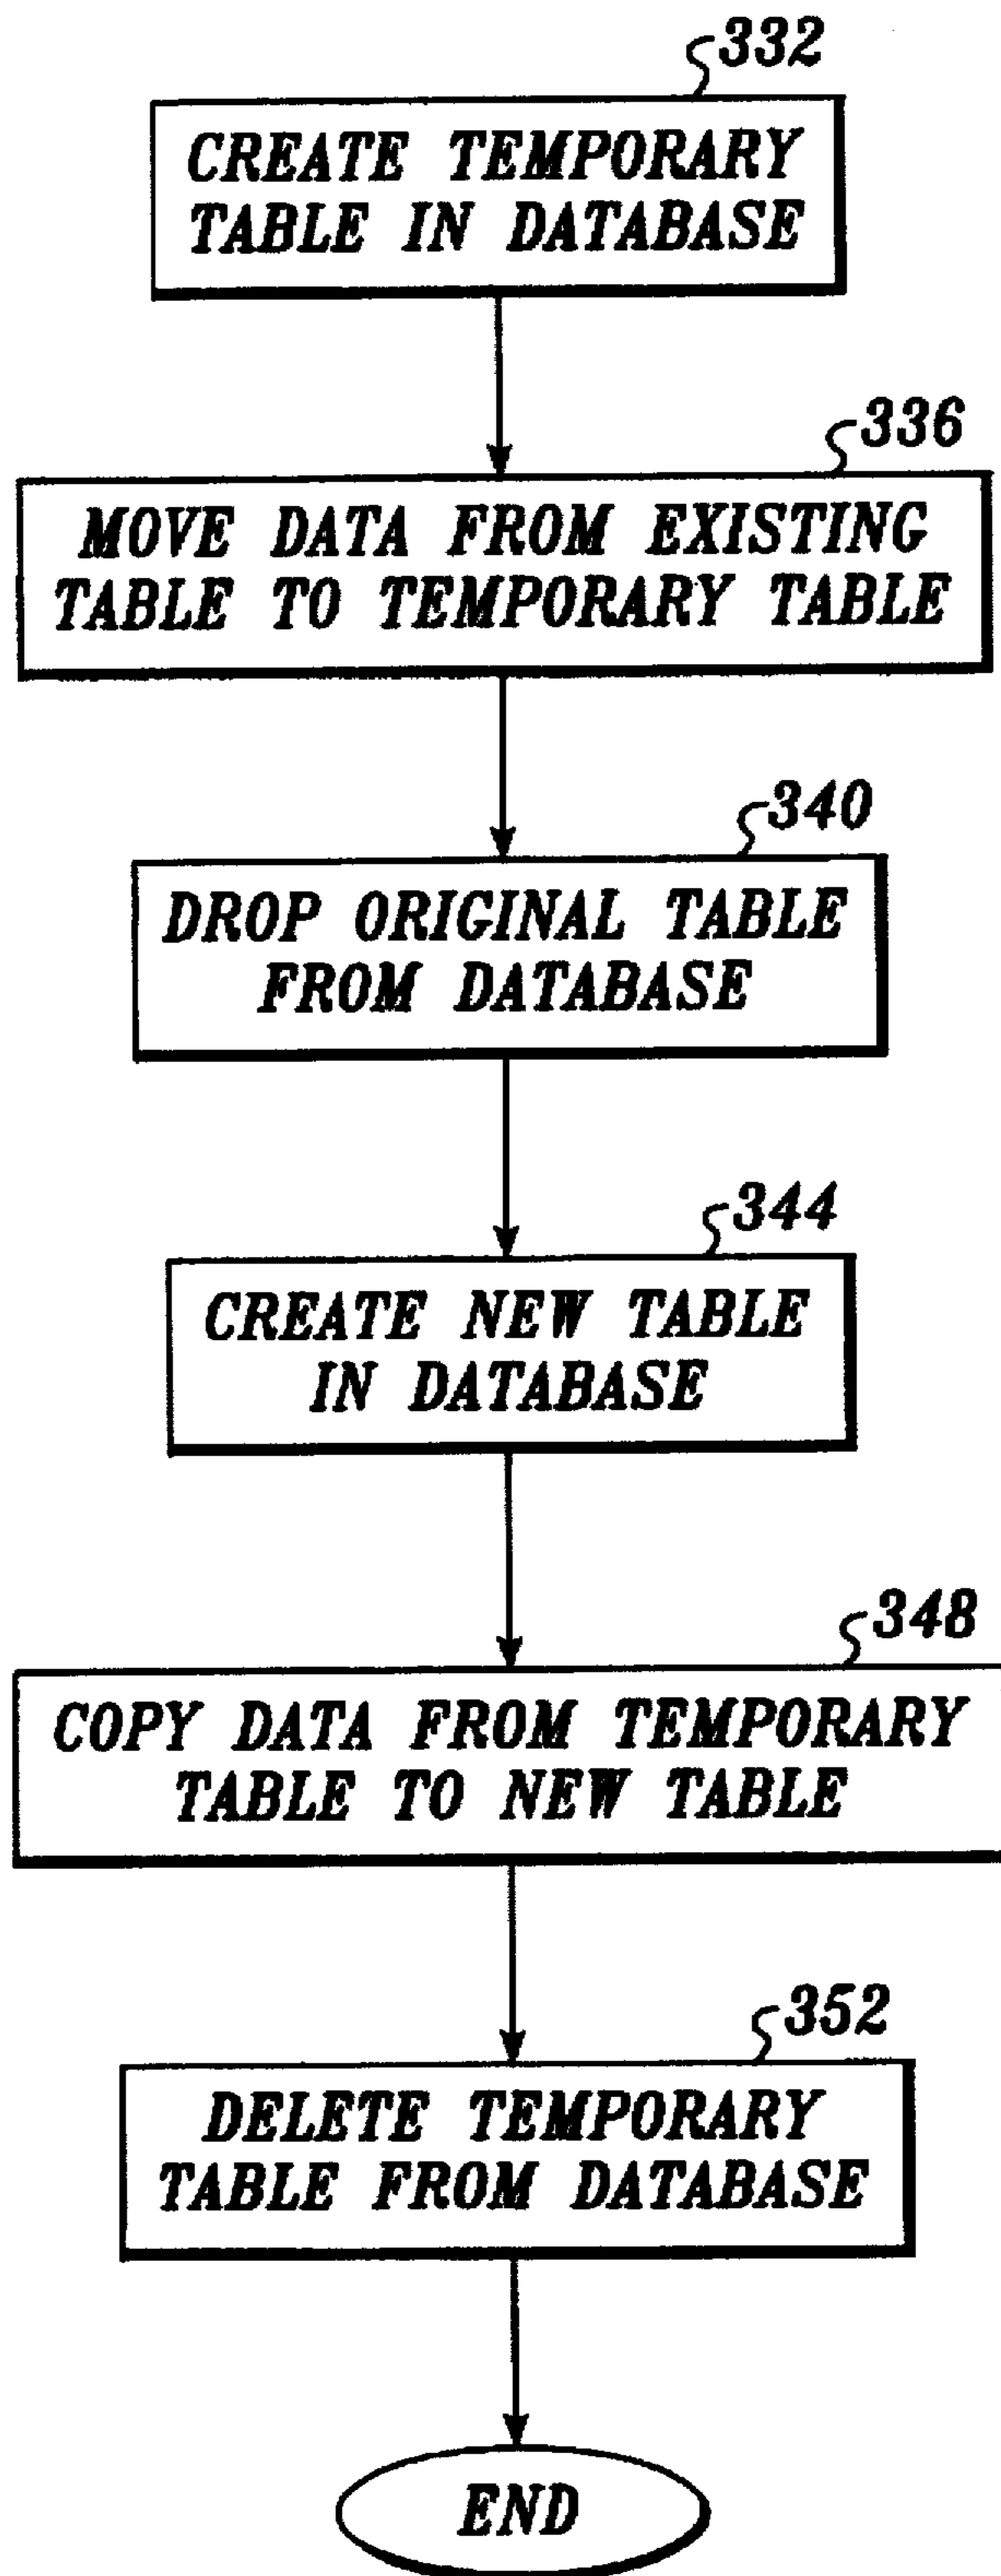 332
CREATE TEMPORARY
TABLE IN DATABASE
336
MOVE DATA FROM EXISTING
TABLE TO TEMPORARY TABLE
340
DROP ORIGINAL TABLE
FROM DATABASE
344
CREATE NEW TABLE
IN DATABASE
348
COPY DATA FROM TEMPORARY
TABLE TO NEW TABLE
352
DELETE TEMPORARY
TABLE FROM DATABASE
END